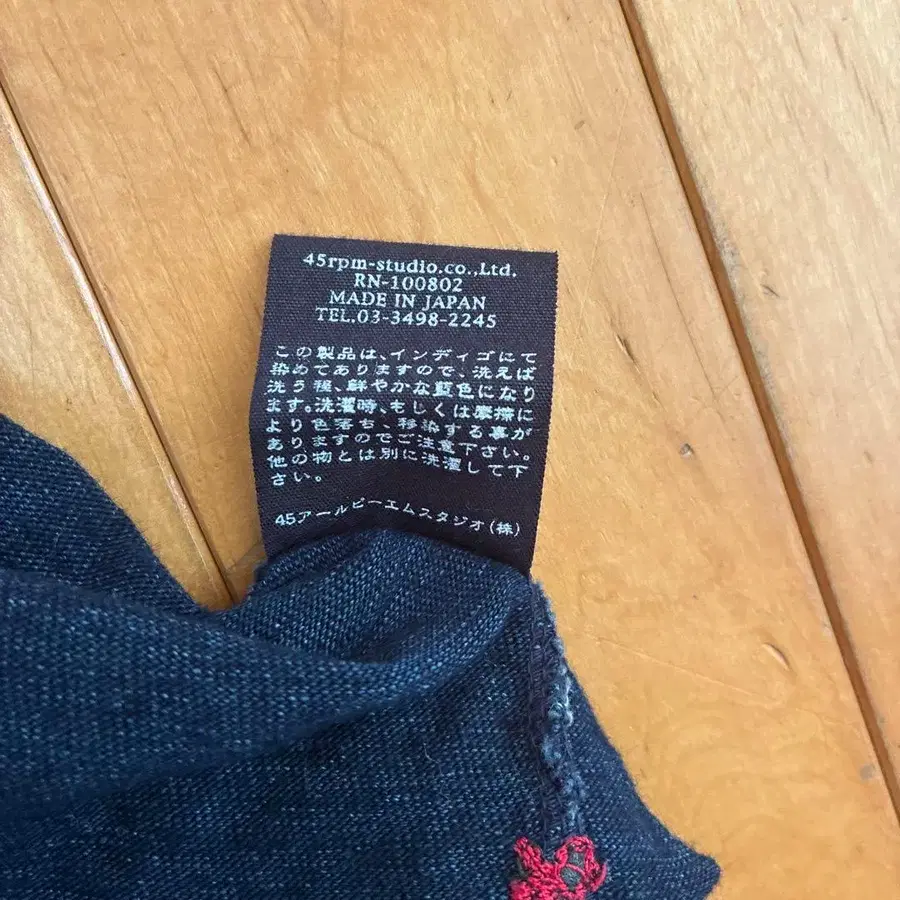 45rpm-studio.co.,Ltd.
RN-100802
MADE IN JAPAN
TEL.03-3498-2245
この製品は、インディゴにて
染めてありますので、洗えば
洗う程、鮮やかな藍色になり
ます。洗濯時、もしくは摩擦に
より色落ち、移染する事が
ありますのでご注意下さい。
他の物とは別に洗濯して下
さい。
45アールピーエムスタジオ(株)